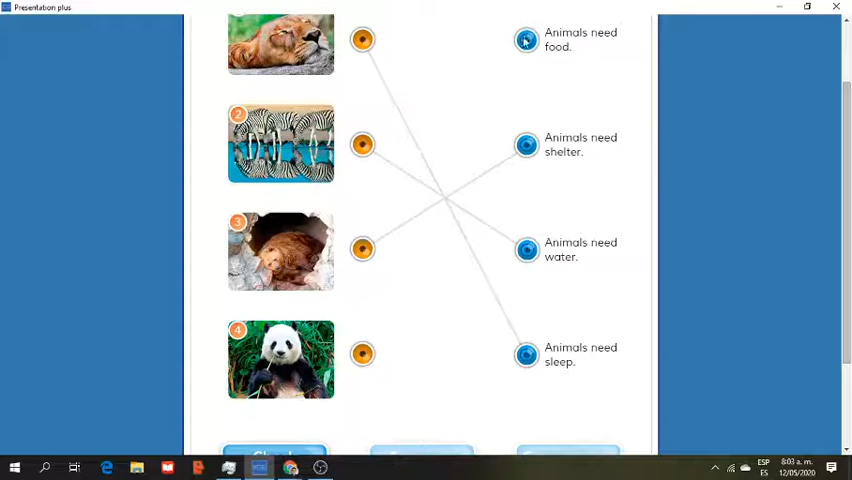 Presentation plus
Animals need
food.
2
Animals need
shelter.
3
Animals need
water.
4
Animals need
sleep.
ESP
ES
8:03 a. m.
12/05/2020